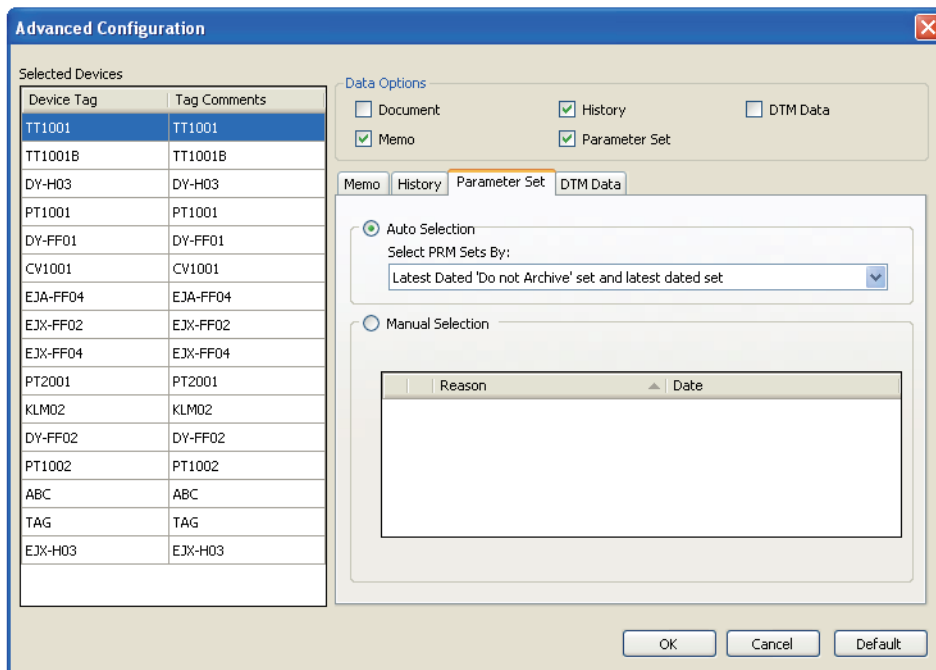 Advanced Configuration
Selected Devices
Device Tag Tag Comments
TT1001 TT1001
TT1001B TT1001B
DY-H03 DY-H03
PT1001 PT1001
DY-FF01 DY-FF01
CV1001 CV1001
EJA-FF04 EJA-FF04
EJX-FF02 EJX-FF02
EJX-FF04 EJX-FF04
PT2001 PT2001
KLM02 KLM02
DY-FF02 DY-FF02
PT1002 PT1002
ABC ABC
TAG TAG
EJX-H03 EJX-H03
Data Options
Document History DTM Data
Memo Parameter Set
Memo History Parameter Set DTM Data
Auto Selection
Select PRM Sets By:
Latest Dated 'Do not Archive' set and latest dated set
Manual Selection
Reason Date
OK Cancel Default